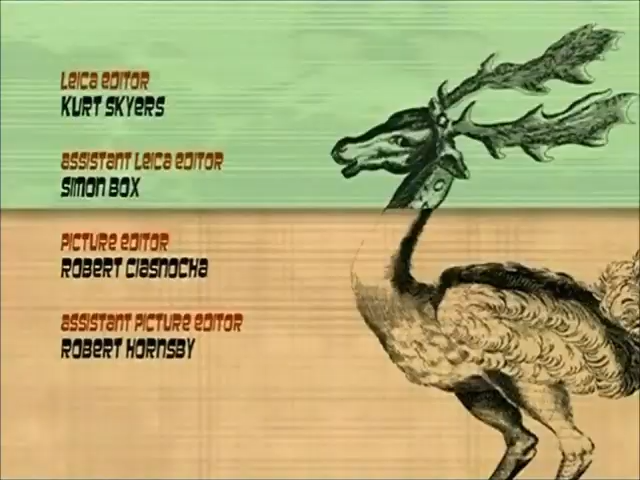 Leica editor
Kurt Skyers
assistant Leica editor
Simon Box
picture editor
Robert Ciasnocha
assistant picture editor
Robert Hornsby